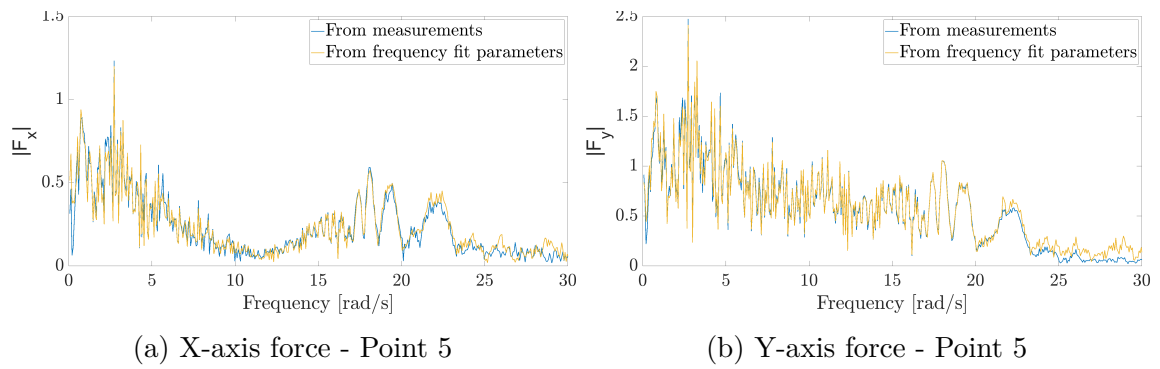 1.5
1
0.5
0
0
5
10
15
20
25
30
|F_x|
Frequency [rad/s]
From measurements
From frequency fit parameters
(a) X-axis force - Point 5
2.5
2
1.5
1
0.5
0
0
5
10
15
20
25
30
|F_y|
Frequency [rad/s]
From measurements
From frequency fit parameters
(b) Y-axis force - Point 5